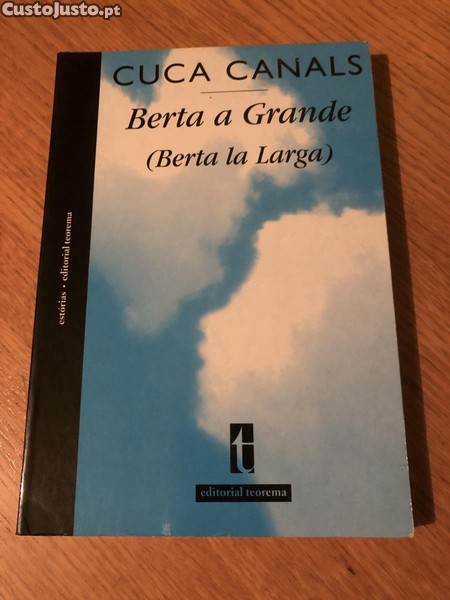 CustoJusto.pt
CUCA CANALS
Berta a Grande
(Berta la Larga)
estórias • editorial teorema
t
editorial teorema